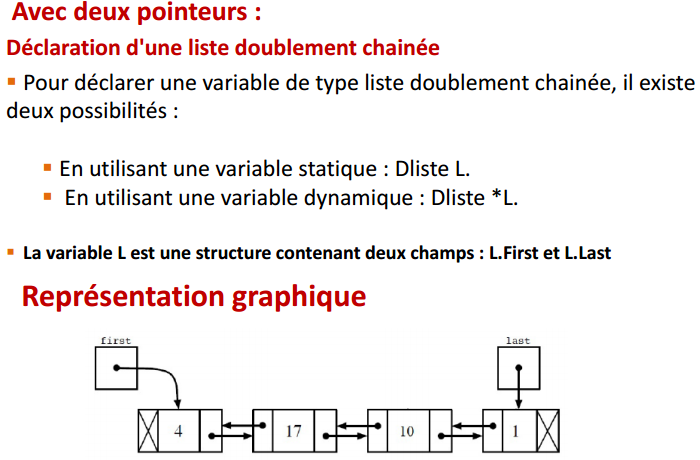 Avec deux pointeurs :
Déclaration d'une liste doublement chainée
▪ Pour déclarer une variable de type liste doublement chainée, il existe
deux possibilités :
▪ En utilisant une variable statique : Dliste L.
▪ En utilisant une variable dynamique : Dliste *L.
▪ La variable L est une structure contenant deux champs : L.First et L.Last
Représentation graphique
first last
4 17 10 1